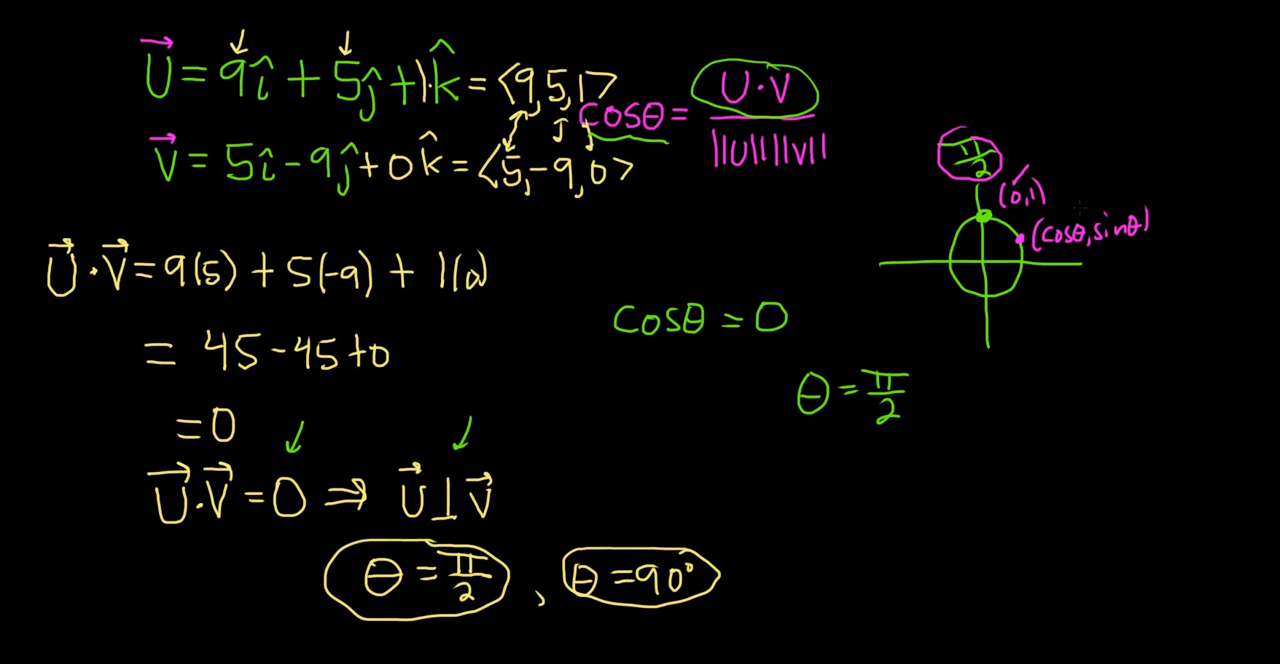 U⃗ = 9î + 5ĵ + 1·k̂ = ⟨9, 5, 1⟩
cosθ = U·V / ||U|| ||V||
V⃗ = 5î - 9ĵ + 0k̂ = ⟨5, -9, 0⟩
π/2
(0,1)
(cosθ, sinθ)
U⃗·V⃗ = 9(5) + 5(-9) + 1(0)
= 45 - 45 + 0
cosθ = 0
= 0
θ = π/2
U⃗·V⃗ = 0 ⇒ U⃗ ⊥ V⃗
θ = π/2, θ = 90°